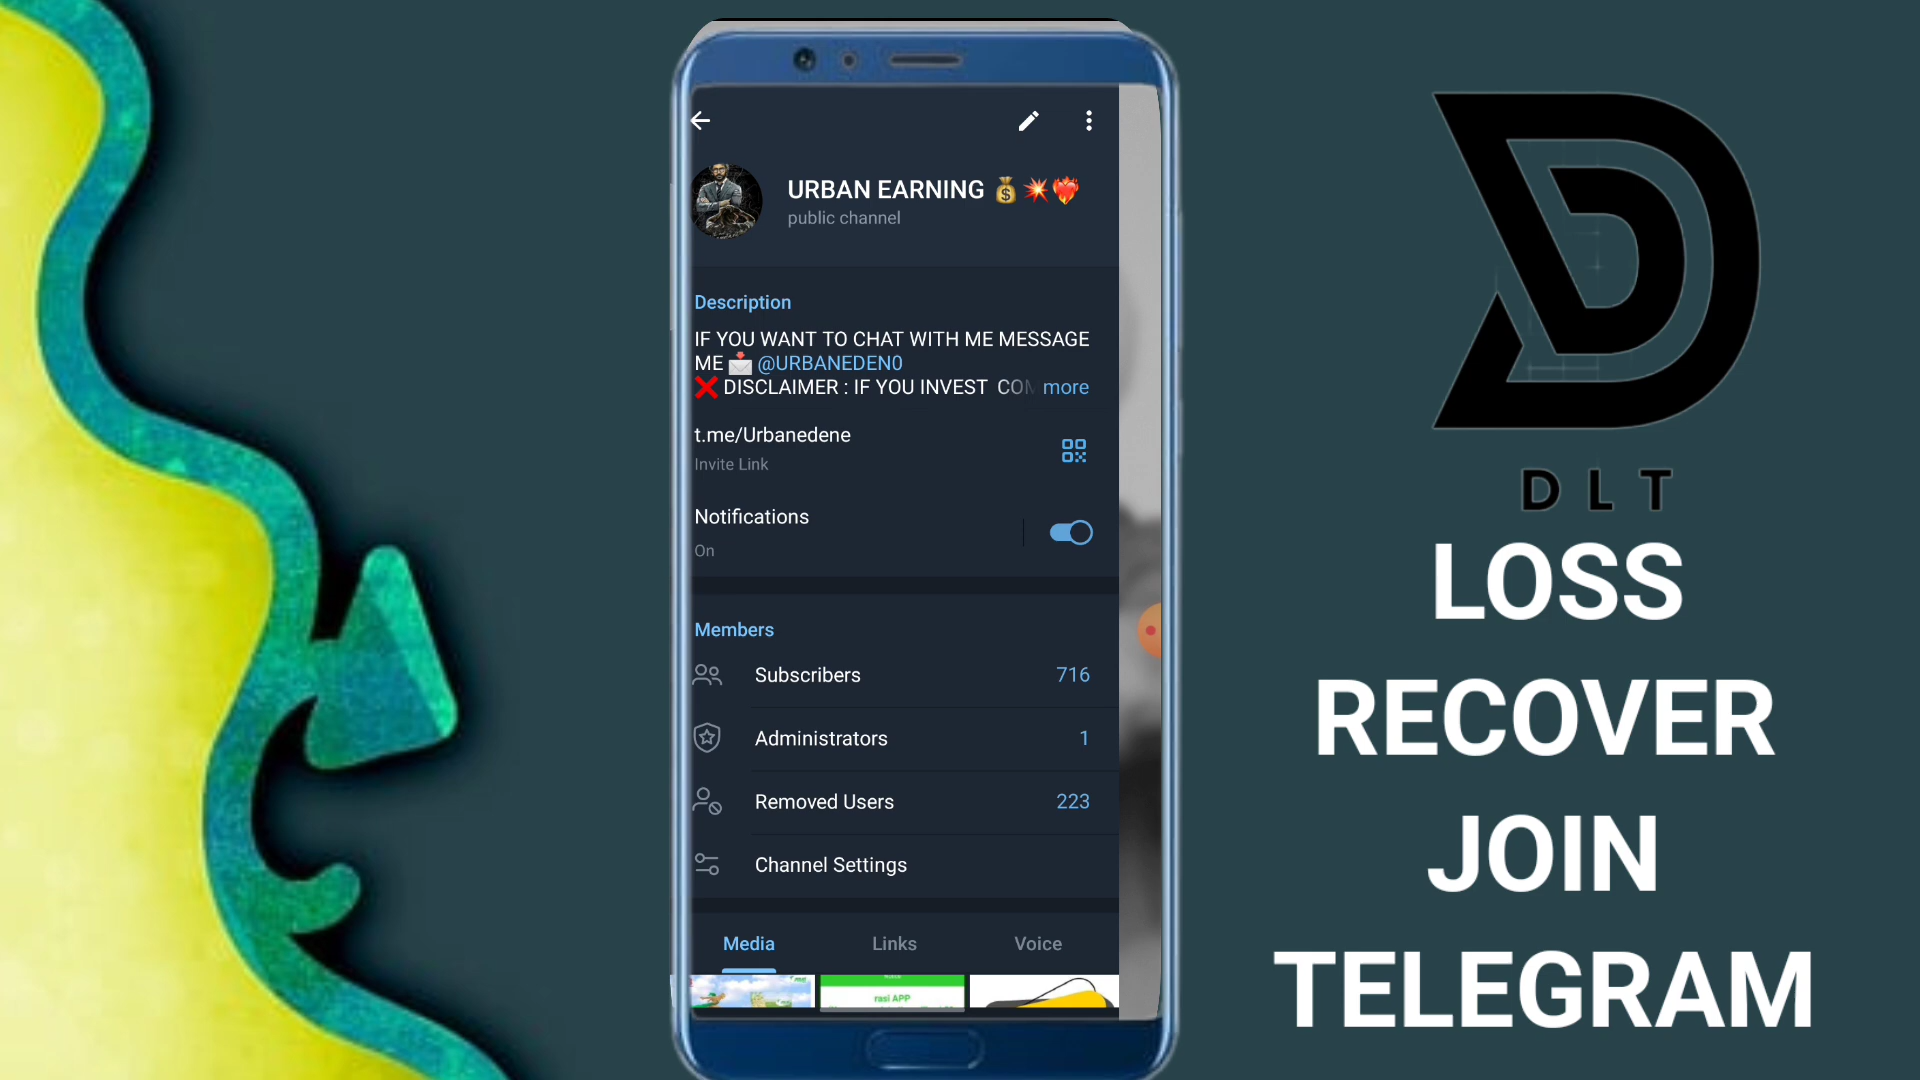 URBAN EARNING 💰💥❤️‍🔥
public channel
Description
IF YOU WANT TO CHAT WITH ME MESSAGE
ME 📩 @URBANEDEN0
❌ DISCLAIMER : IF YOU INVEST more
t.me/Urbanedene
Invite Link
Notifications
On
Members
Subscribers 716
Administrators 1
Removed Users 223
Channel Settings
Media Links Voice
rasi APP
DLT
LOSS
RECOVER
JOIN
TELEGRAM